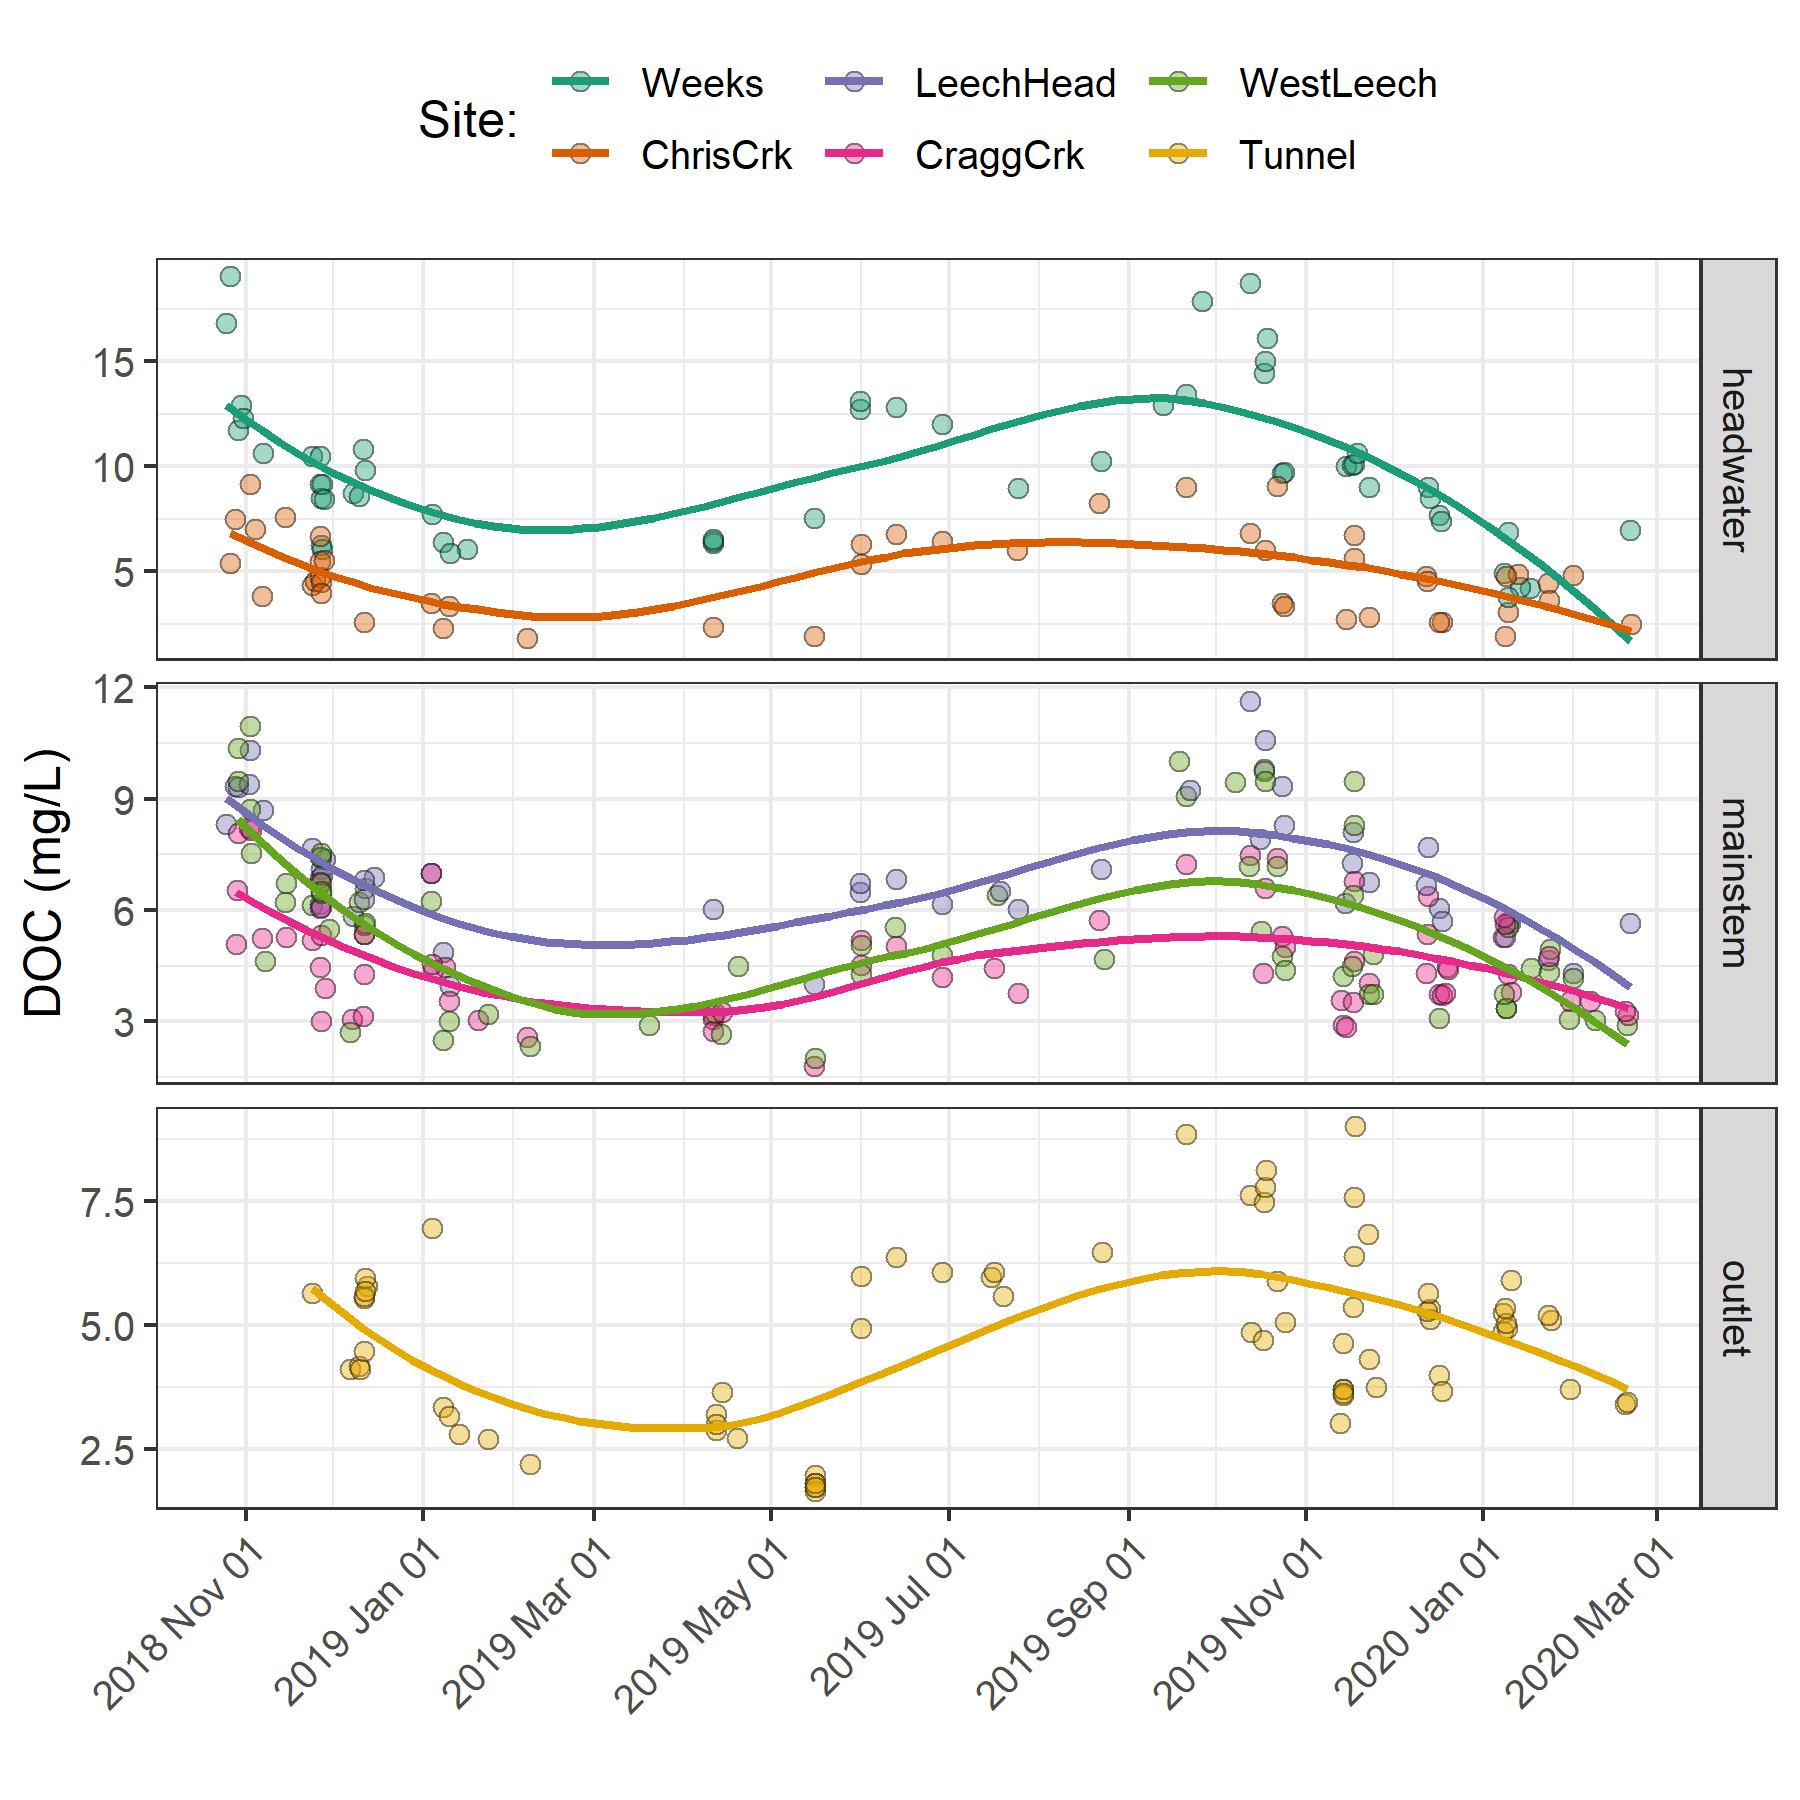 Site:
Weeks
LeechHead
WestLeech
ChrisCrk
CraggCrk
Tunnel
DOC (mg/L)
15
10
5
headwater
12
9
6
3
mainstem
7.5
5.0
2.5
outlet
2018 Nov 01
2019 Jan 01
2019 Mar 01
2019 May 01
2019 Jul 01
2019 Sep 01
2019 Nov 01
2020 Jan 01
2020 Mar 01